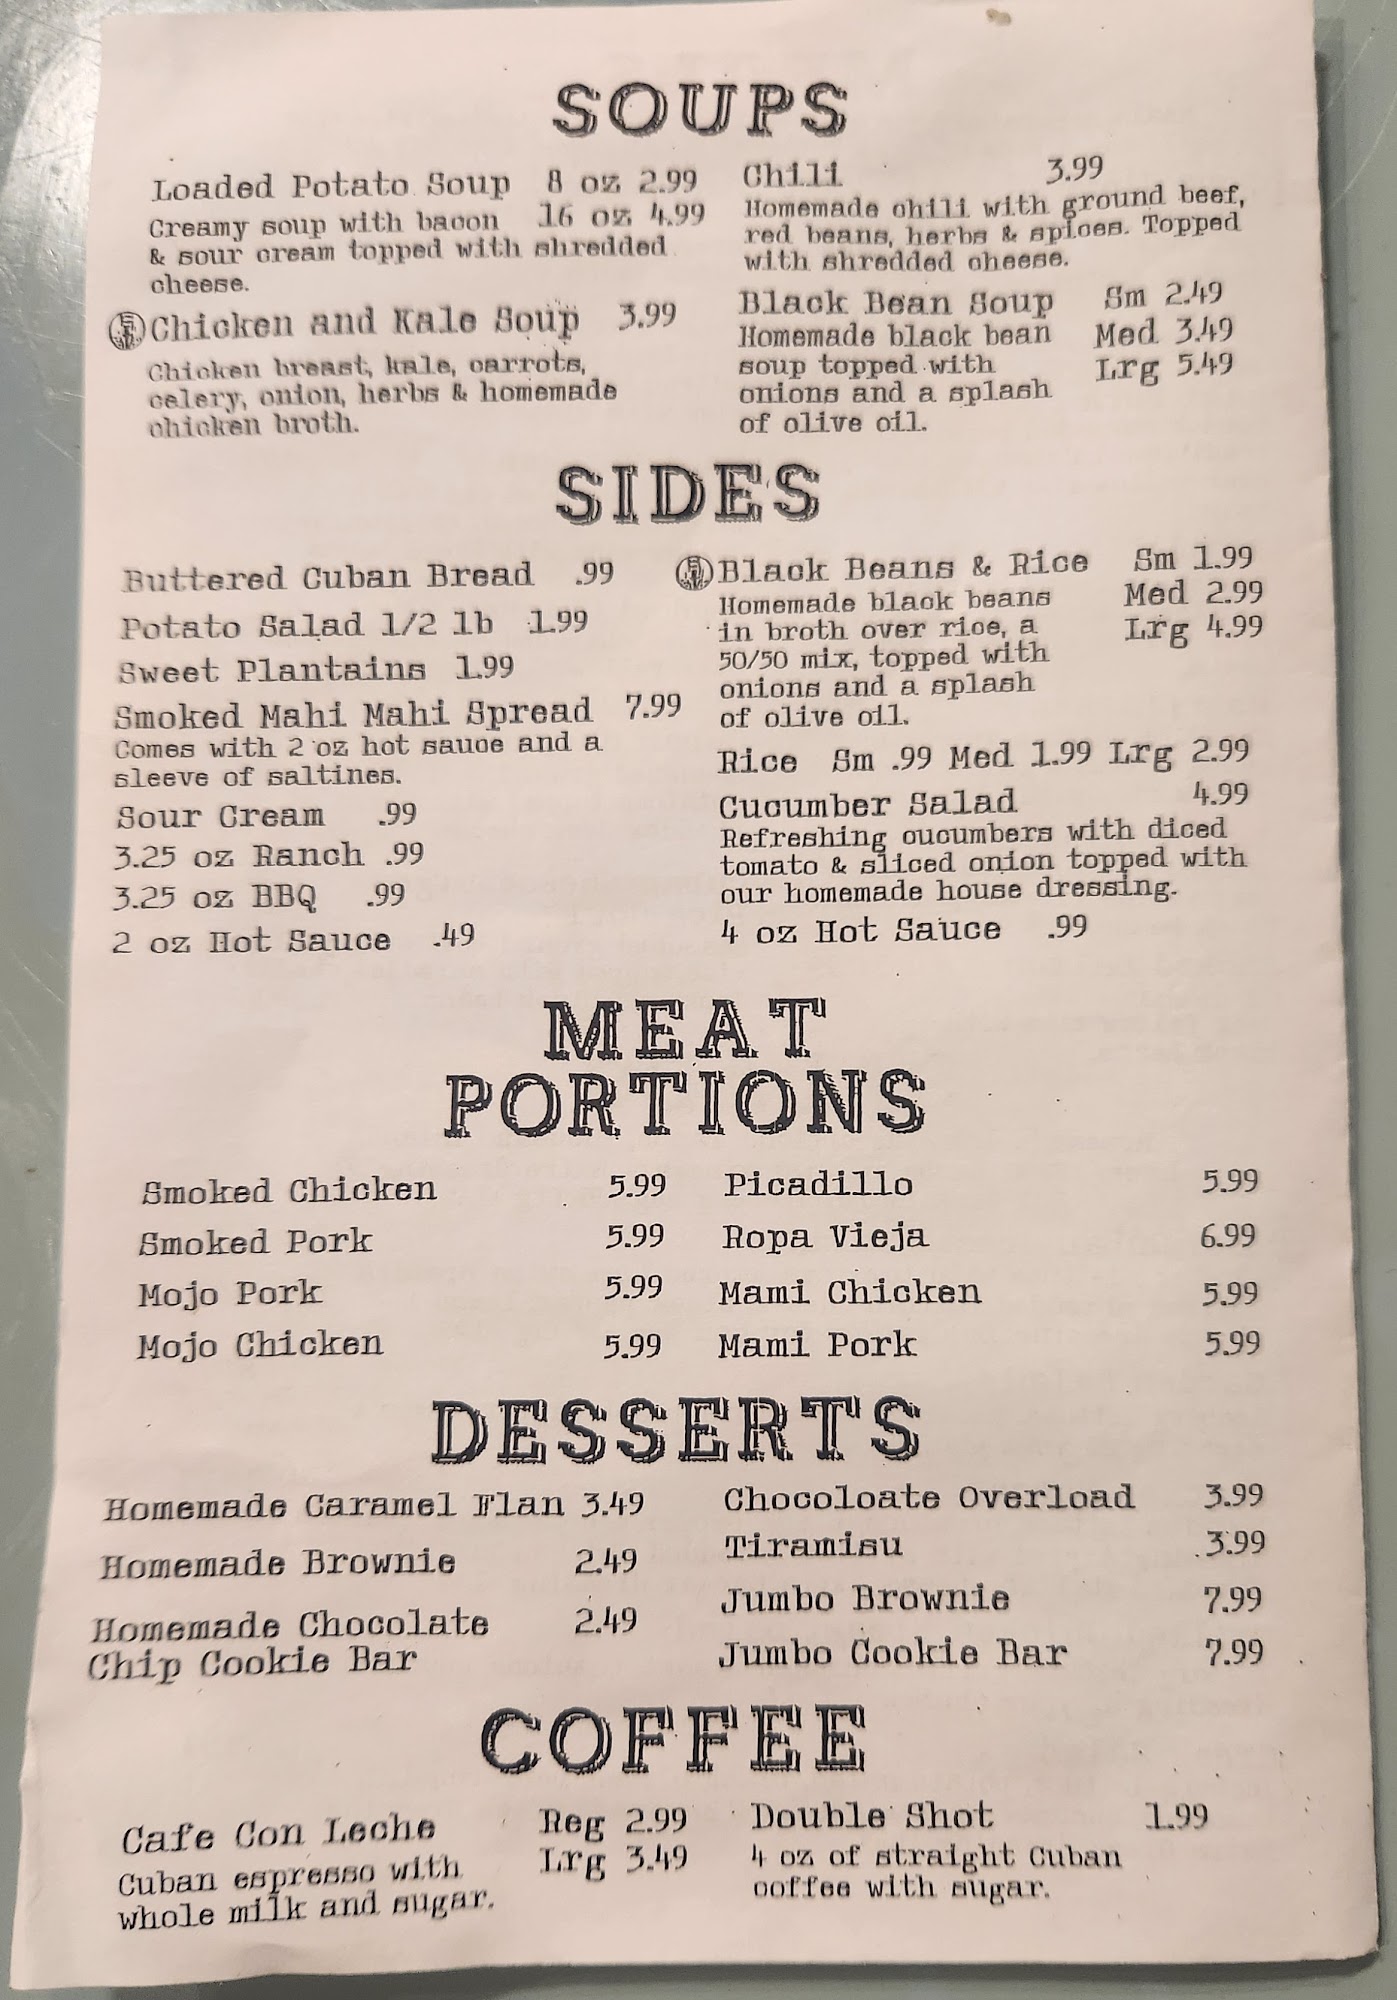 SOUPS
Loaded Potato Soup 8 oz 2.99
Creamy soup with bacon 16 oz 4.99
& sour cream topped with shredded
cheese.
Chicken and Kale Soup 3.99
Chicken breast, kale, carrots,
celery, onion, herbs & homemade
chicken broth.
Chili 3.99
Homemade chili with ground beef,
red beans, herbs & spices. Topped
with shredded cheese.
Black Bean Soup Sm 2.49
Homemade black bean Med 3.49
soup topped with Lrg 5.49
onions and a splash
of olive oil.
SIDES
Buttered Cuban Bread .99
Potato Salad 1/2 lb 1.99
Sweet Plantains 1.99
Smoked Mahi Mahi Spread 7.99
Comes with 2 oz hot sauce and a
sleeve of saltines.
Sour Cream .99
3.25 oz Ranch .99
3.25 oz BBQ .99
2 oz Hot Sauce .49
Black Beans & Rice Sm 1.99
Homemade black beans Med 2.99
in broth over rice, a Lrg 4.99
50/50 mix, topped with
onions and a splash
of olive oil.
Rice Sm .99 Med 1.99 Lrg 2.99
Cucumber Salad 4.99
Refreshing cucumbers with diced
tomato & sliced onion topped with
our homemade house dressing.
4 oz Hot Sauce .99
MEAT
PORTIONS
Smoked Chicken 5.99
Smoked Pork 5.99
Mojo Pork 5.99
Mojo Chicken 5.99
Picadillo 5.99
Ropa Vieja 6.99
Mami Chicken 5.99
Mami Pork 5.99
DESSERTS
Homemade Caramel Flan 3.49
Homemade Brownie 2.49
Homemade Chocolate 2.49
Chip Cookie Bar
Chocoloate Overload 3.99
Tiramisu 3.99
Jumbo Brownie 7.99
Jumbo Cookie Bar 7.99
COFFEE
Cafe Con Leche Reg 2.99
Cuban espresso with Lrg 3.49
whole milk and sugar.
Double Shot 1.99
4 oz of straight Cuban
coffee with sugar.